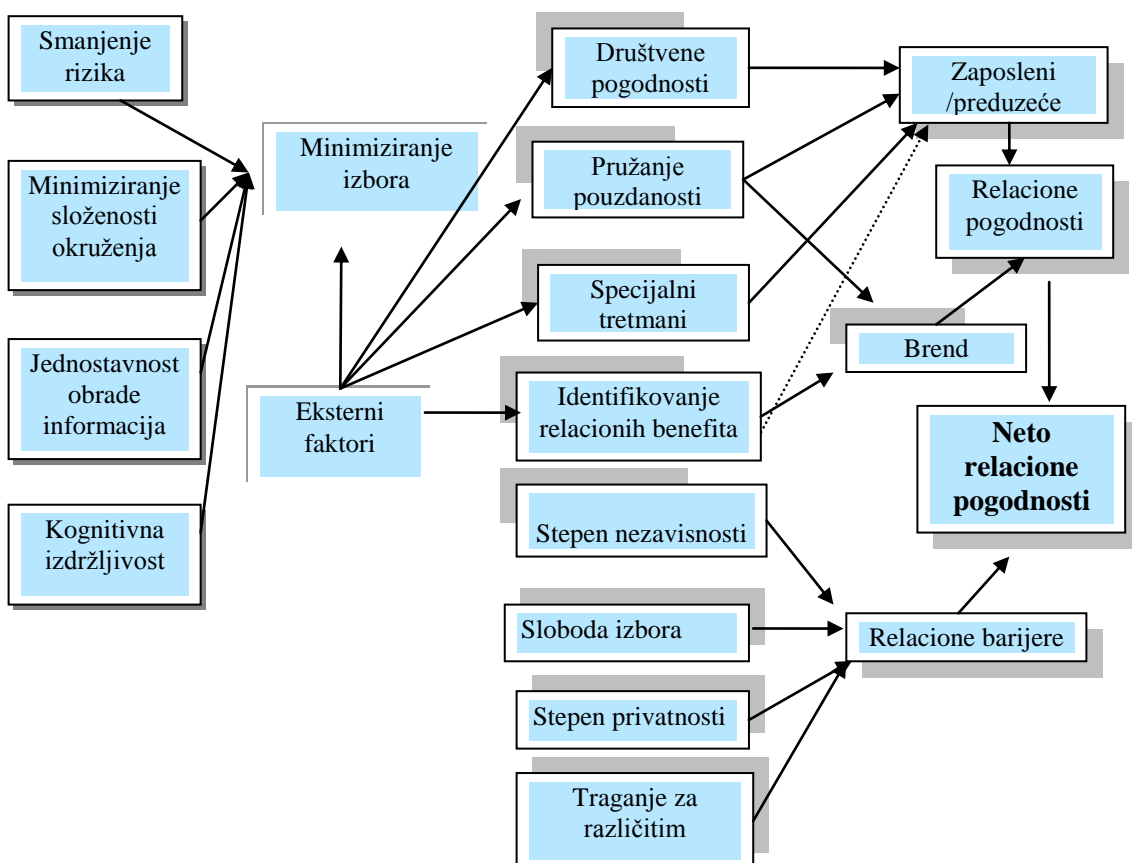 Smanjenje
rizika
Minimiziranje
složenosti
okruženja
Jednostavnost
obrade
informacija
Kognitivna
izdržljivost
Minimiziranje
izbora
Eksterni
faktori
Društvene
pogodnosti
Pružanje
pouzdanosti
Specijalni
tretmani
Identifikovanje
relacionih benefita
Stepen nezavisnosti
Sloboda izbora
Stepen privatnosti
Traganje za
različitim
Zaposleni
/preduzeće
Relacione
pogodnosti
Brend
Neto
relacione
pogodnosti
Relacione barijere